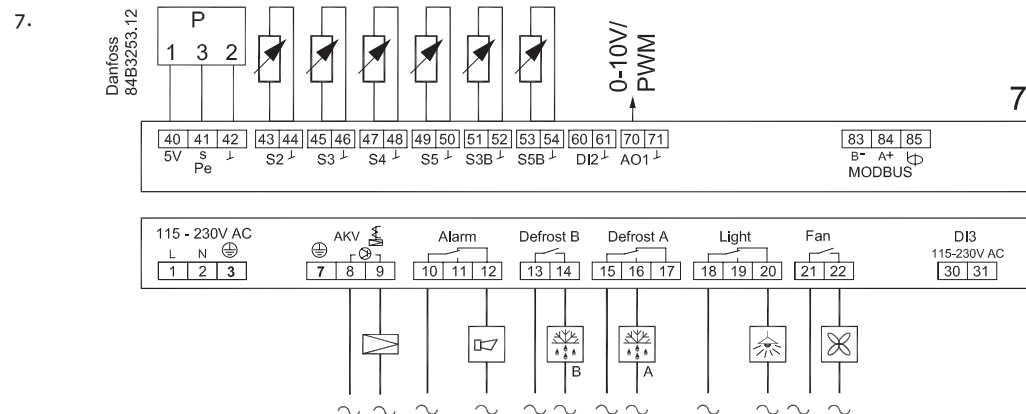 7.
Danfoss
84B3253.12
P
1 3 2
0-10V/
PWM
7
40 41 42 43 44 45 46 47 48 49 50 51 52 53 54 60 61 70 71 83 84 85
5V s S2 S3 S4 S5 S3B S5B DI2 AO1 B- A+
Pe MODBUS
115 - 230V AC AKV Alarm Defrost B Defrost A Light Fan DI3
L N 115-230V AC
1 2 3 7 8 9 10 11 12 13 14 15 16 17 18 19 20 21 22 30 31
B A